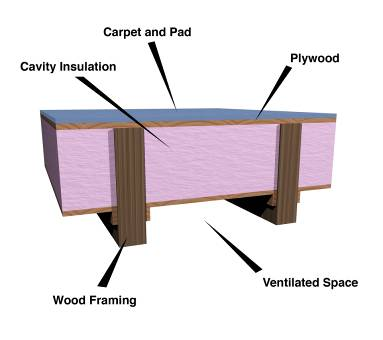 Carpet and Pad
Cavity Insulation
Plywood
Ventilated Space
Wood Framing